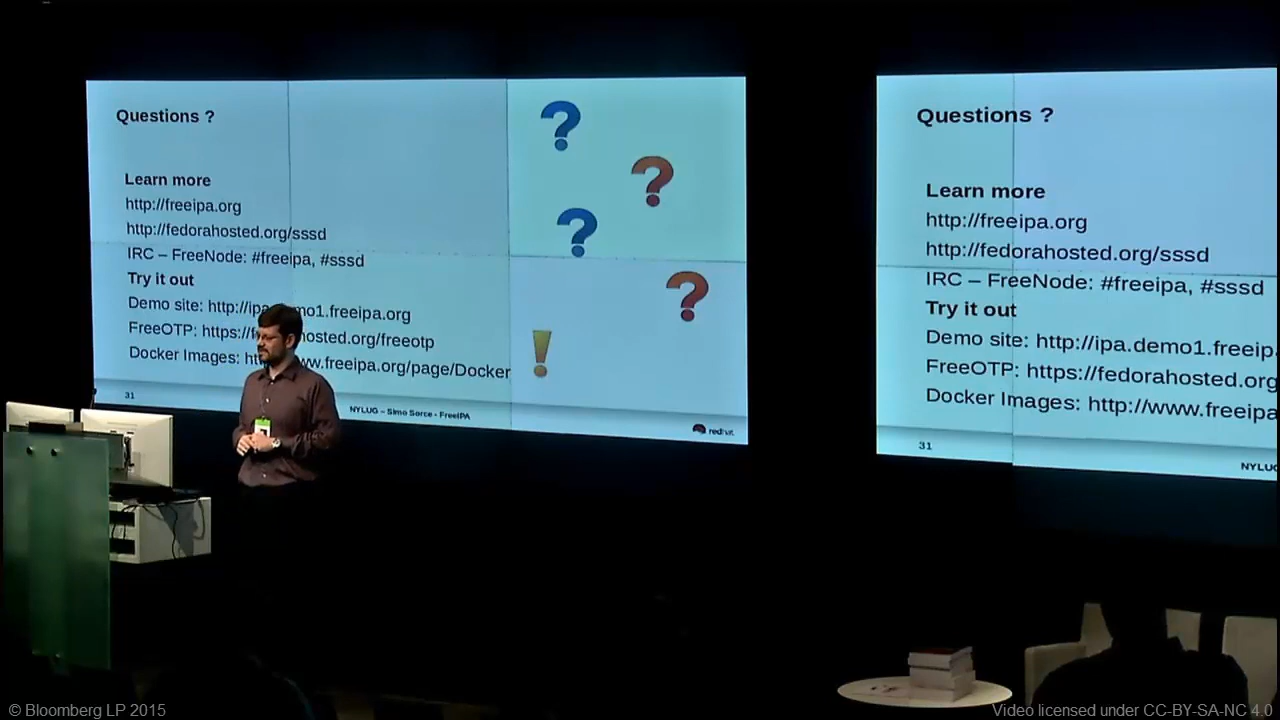 Questions ?
Learn more
http://freeipa.org
http://fedorahosted.org/sssd
IRC – FreeNode: #freeipa, #sssd
Try it out
Demo site: http://ipa.demo1.freeipa.org
FreeOTP: https://fedorahosted.org/freeotp
Docker Images: http://www.freeipa.org/page/Docker
31
NYLUG – Simo Sorce - FreeIPA
redhat.
Questions ?
Learn more
http://freeipa.org
http://fedorahosted.org/sssd
IRC – FreeNode: #freeipa, #sssd
Try it out
Demo site: http://ipa.demo1.freeip
FreeOTP: https://fedorahosted.org
Docker Images: http://www.freeipa
31
NYLUG
© Bloomberg LP 2015
Video licensed under CC-BY-SA-NC 4.0